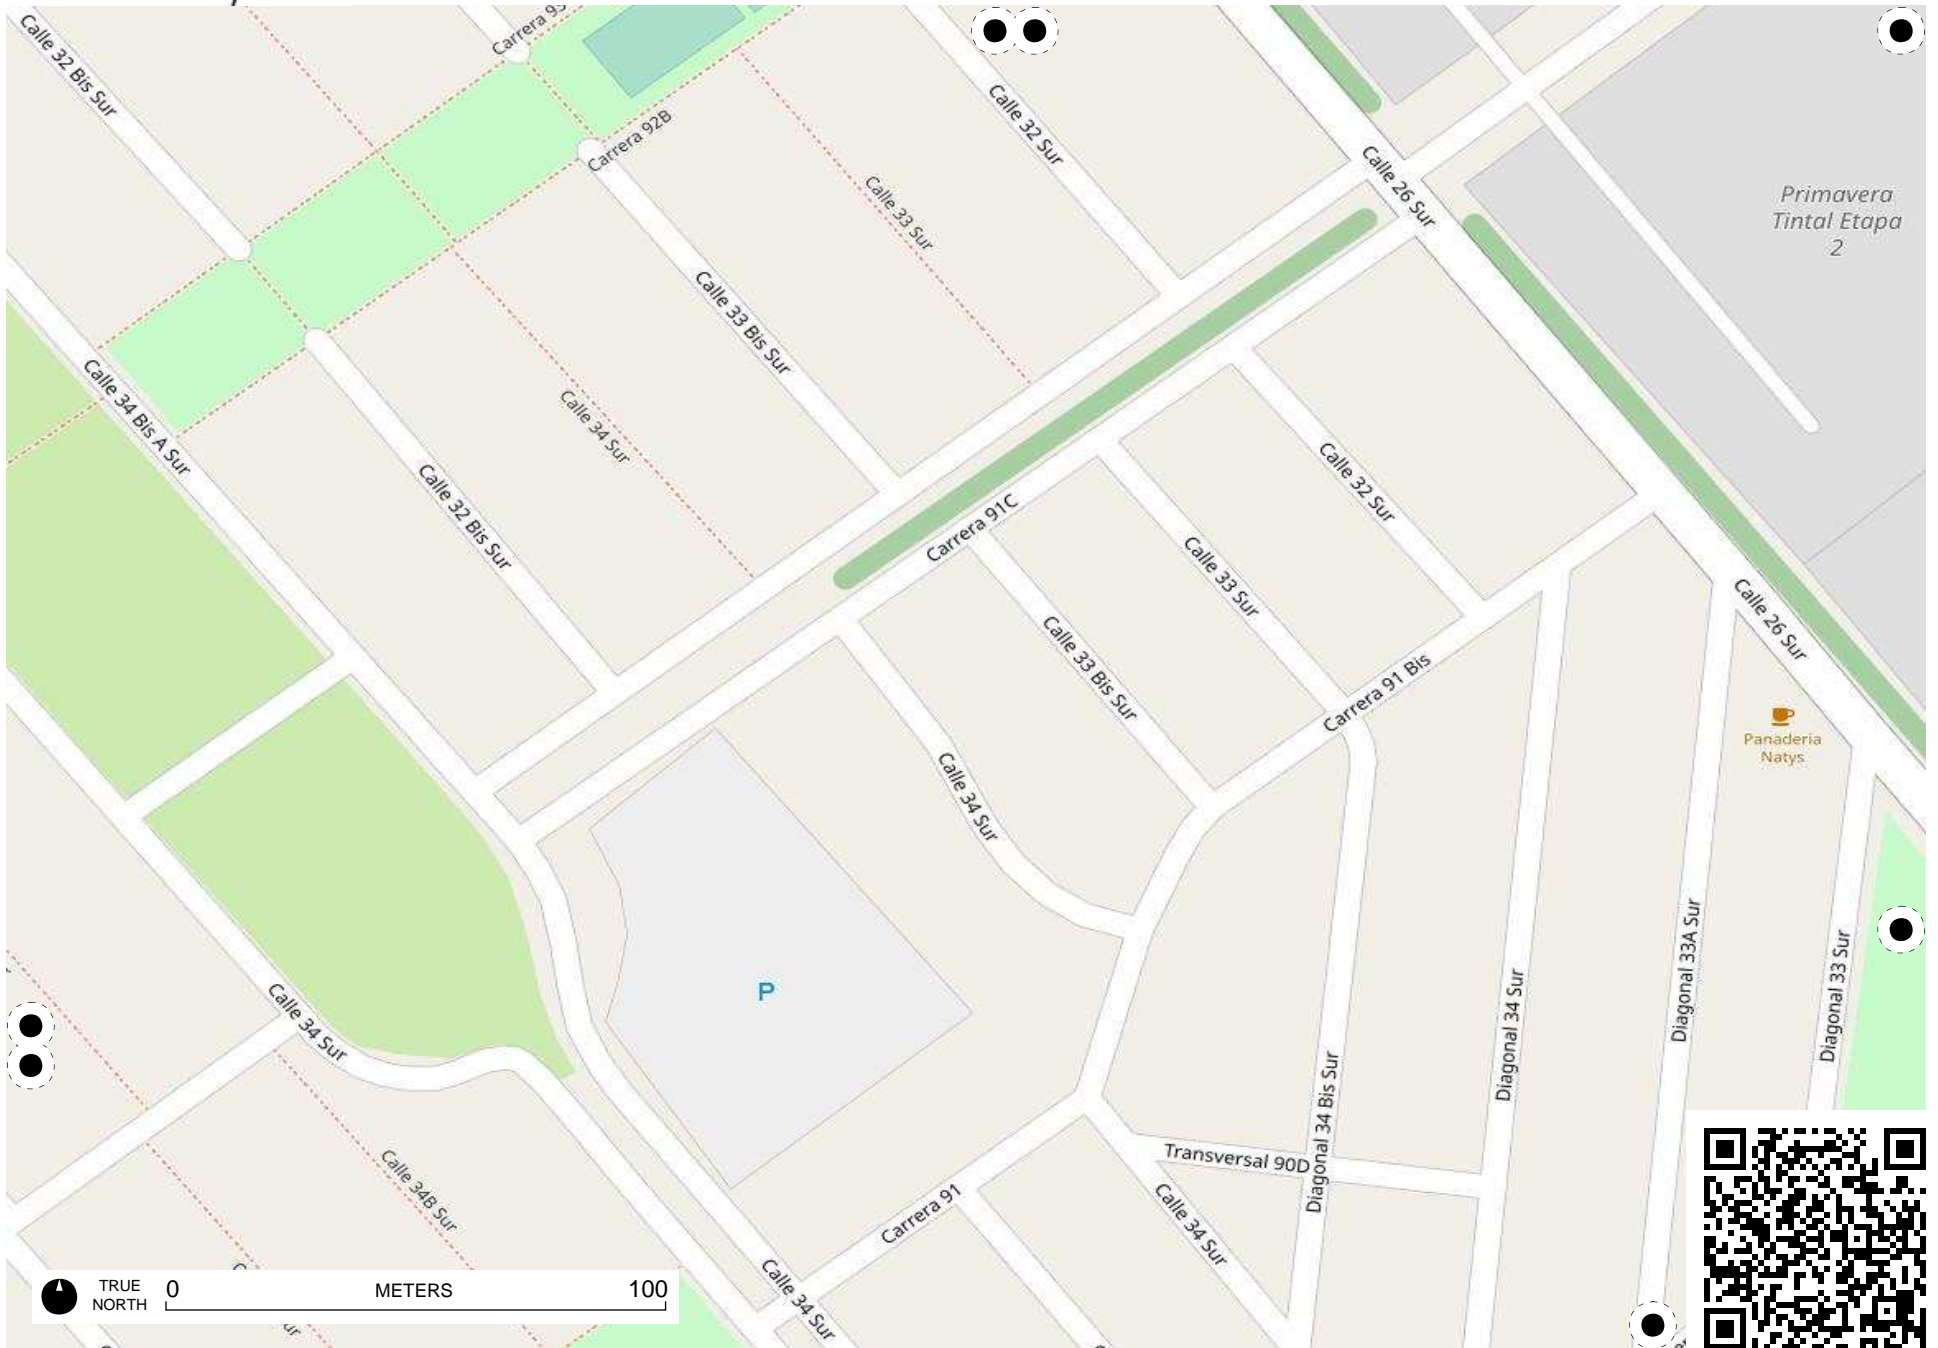 Calle 32 Bis Sur
Carrera 92B
Calle 32 Sur
Calle 26 Sur
Calle 33 Sur
Primavera
Tintal Etapa
2
Calle 33 Bis Sur
Calle 34 Bis A Sur
Calle 34 Sur
Calle 32 Bis Sur
Carrera 91C
Calle 32 Sur
Calle 33 Sur
Calle 33 Bis Sur
Calle 26 Sur
Carrera 91 Bis
Panaderia
Natys
Calle 34 Sur
P
Diagonal 33A Sur
Diagonal 33 Sur
Diagonal 34 Sur
Calle 34 Sur
Diagonal 34 Bis Sur
Transversal 90D
Calle 34B Sur
Carrera 91
Calle 34 Sur
Calle 34 Sur
TRUE
NORTH
0 METERS 100